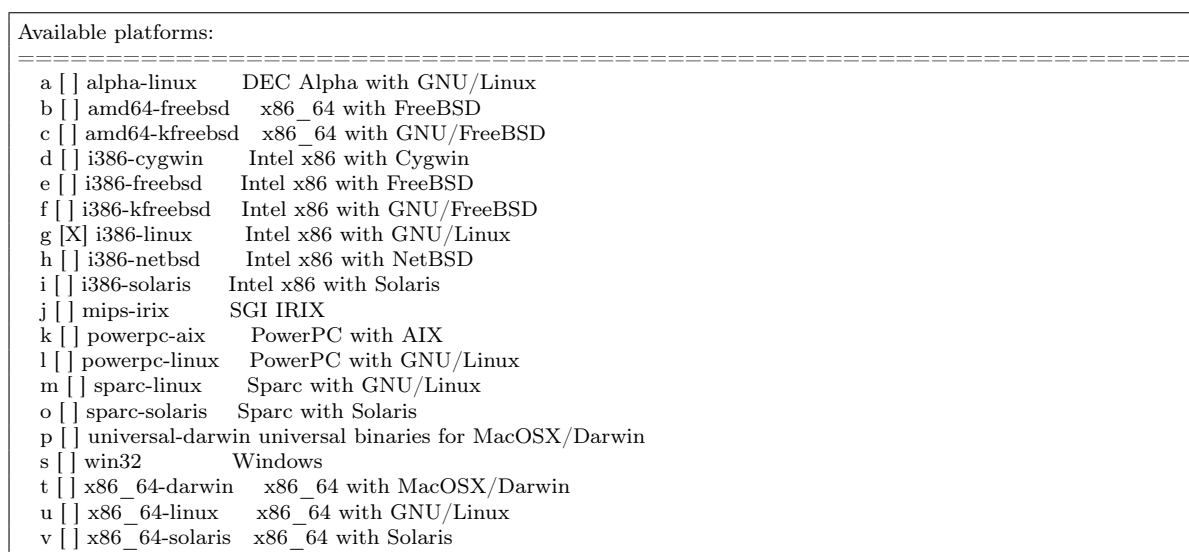 Available platforms:
===================================================================
a [ ] alpha-linux DEC Alpha with GNU/Linux
b [ ] amd64-freebsd x86_64 with FreeBSD
c [ ] amd64-kfreebsd x86_64 with GNU/FreeBSD
d [ ] i386-cygwin Intel x86 with Cygwin
e [ ] i386-freebsd Intel x86 with FreeBSD
f [ ] i386-kfreebsd Intel x86 with GNU/FreeBSD
g [X] i386-linux Intel x86 with GNU/Linux
h [ ] i386-netbsd Intel x86 with NetBSD
i [ ] i386-solaris Intel x86 with Solaris
j [ ] mips-irix SGI IRIX
k [ ] powerpc-aix PowerPC with AIX
l [ ] powerpc-linux PowerPC with GNU/Linux
m [ ] sparc-linux Sparc with GNU/Linux
o [ ] sparc-solaris Sparc with Solaris
p [ ] universal-darwin universal binaries for MacOSX/Darwin
s [ ] win32 Windows
t [ ] x86_64-darwin x86_64 with MacOSX/Darwin
u [ ] x86_64-linux x86_64 with GNU/Linux
v [ ] x86_64-solaris x86_64 with Solaris